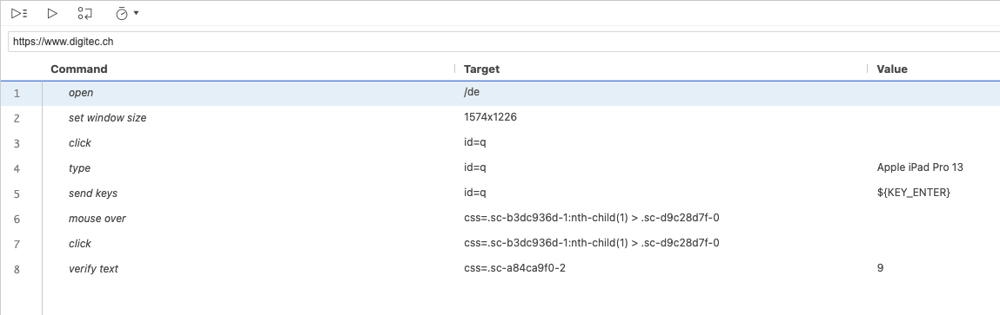 https://www.digitec.ch
Command Target Value
1 open /de
2 set window size 1574x1226
3 click id=q
4 type id=q Apple iPad Pro 13
5 send keys id=q ${KEY_ENTER}
6 mouse over css=.sc-b3dc936d-1:nth-child(1) > .sc-d9c28d7f-0
7 click css=.sc-b3dc936d-1:nth-child(1) > .sc-d9c28d7f-0
8 verify text css=.sc-a84ca9f0-2 9